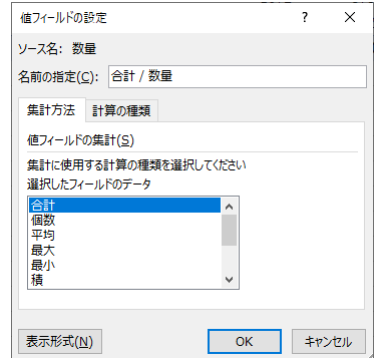 値フィールドの設定 ? ×
ソース名: 数量
名前の指定(C): 合計 / 数量
集計方法 計算の種類
値フィールドの集計(S)
集計に使用する計算の種類を選択してください
選択したフィールドのデータ
合計
個数
平均
最大
最小
積
表示形式(N) OK キャンセル